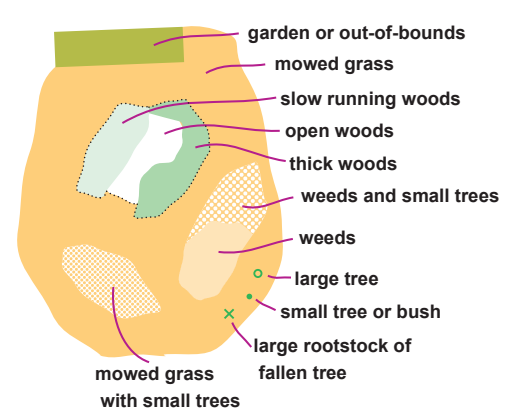 garden or out-of-bounds
mowed grass
slow running woods
open woods
thick woods
weeds and small trees
weeds
large tree
small tree or bush
large rootstock of
fallen tree
mowed grass
with small trees